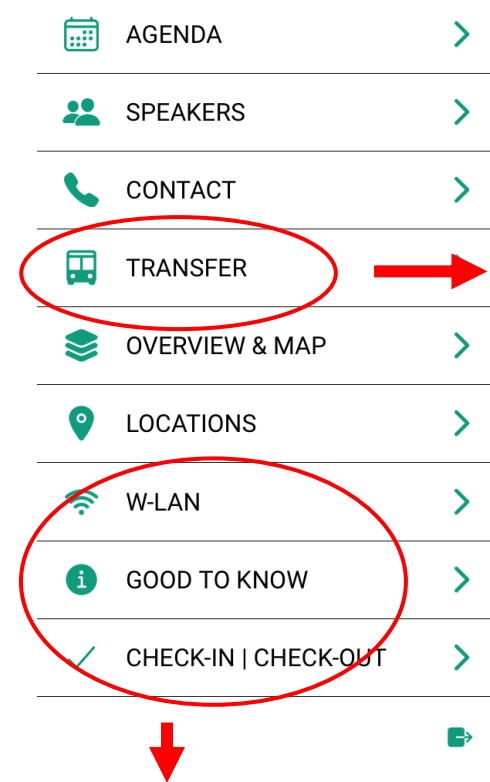 AGENDA
SPEAKERS
CONTACT
TRANSFER
OVERVIEW & MAP
LOCATIONS
W-LAN
GOOD TO KNOW
CHECK-IN | CHECK-OUT